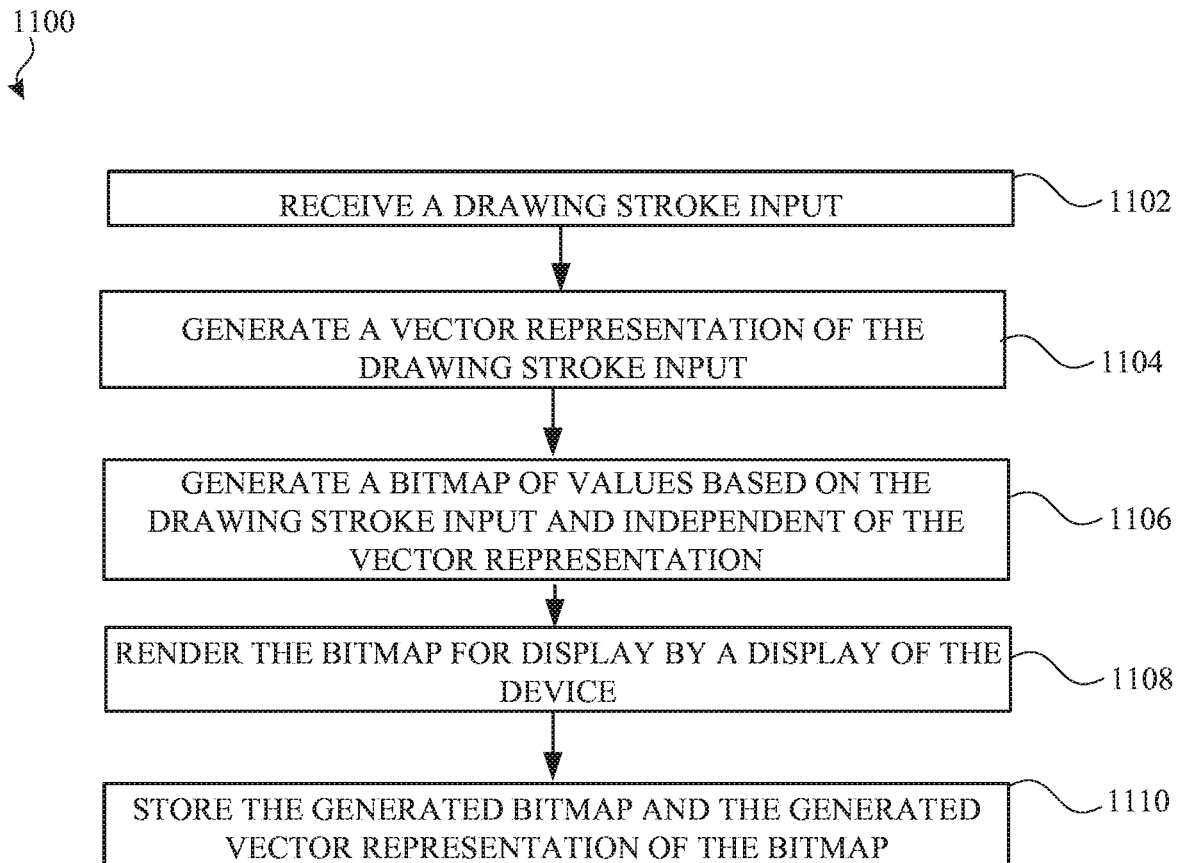 1100
RECEIVE A DRAWING STROKE INPUT
1102
GENERATE A VECTOR REPRESENTATION OF THE
DRAWING STROKE INPUT
1104
GENERATE A BITMAP OF VALUES BASED ON THE
DRAWING STROKE INPUT AND INDEPENDENT OF THE
VECTOR REPRESENTATION
1106
RENDER THE BITMAP FOR DISPLAY BY A DISPLAY OF THE
DEVICE
1108
STORE THE GENERATED BITMAP AND THE GENERATED
VECTOR REPRESENTATION OF THE BITMAP
1110